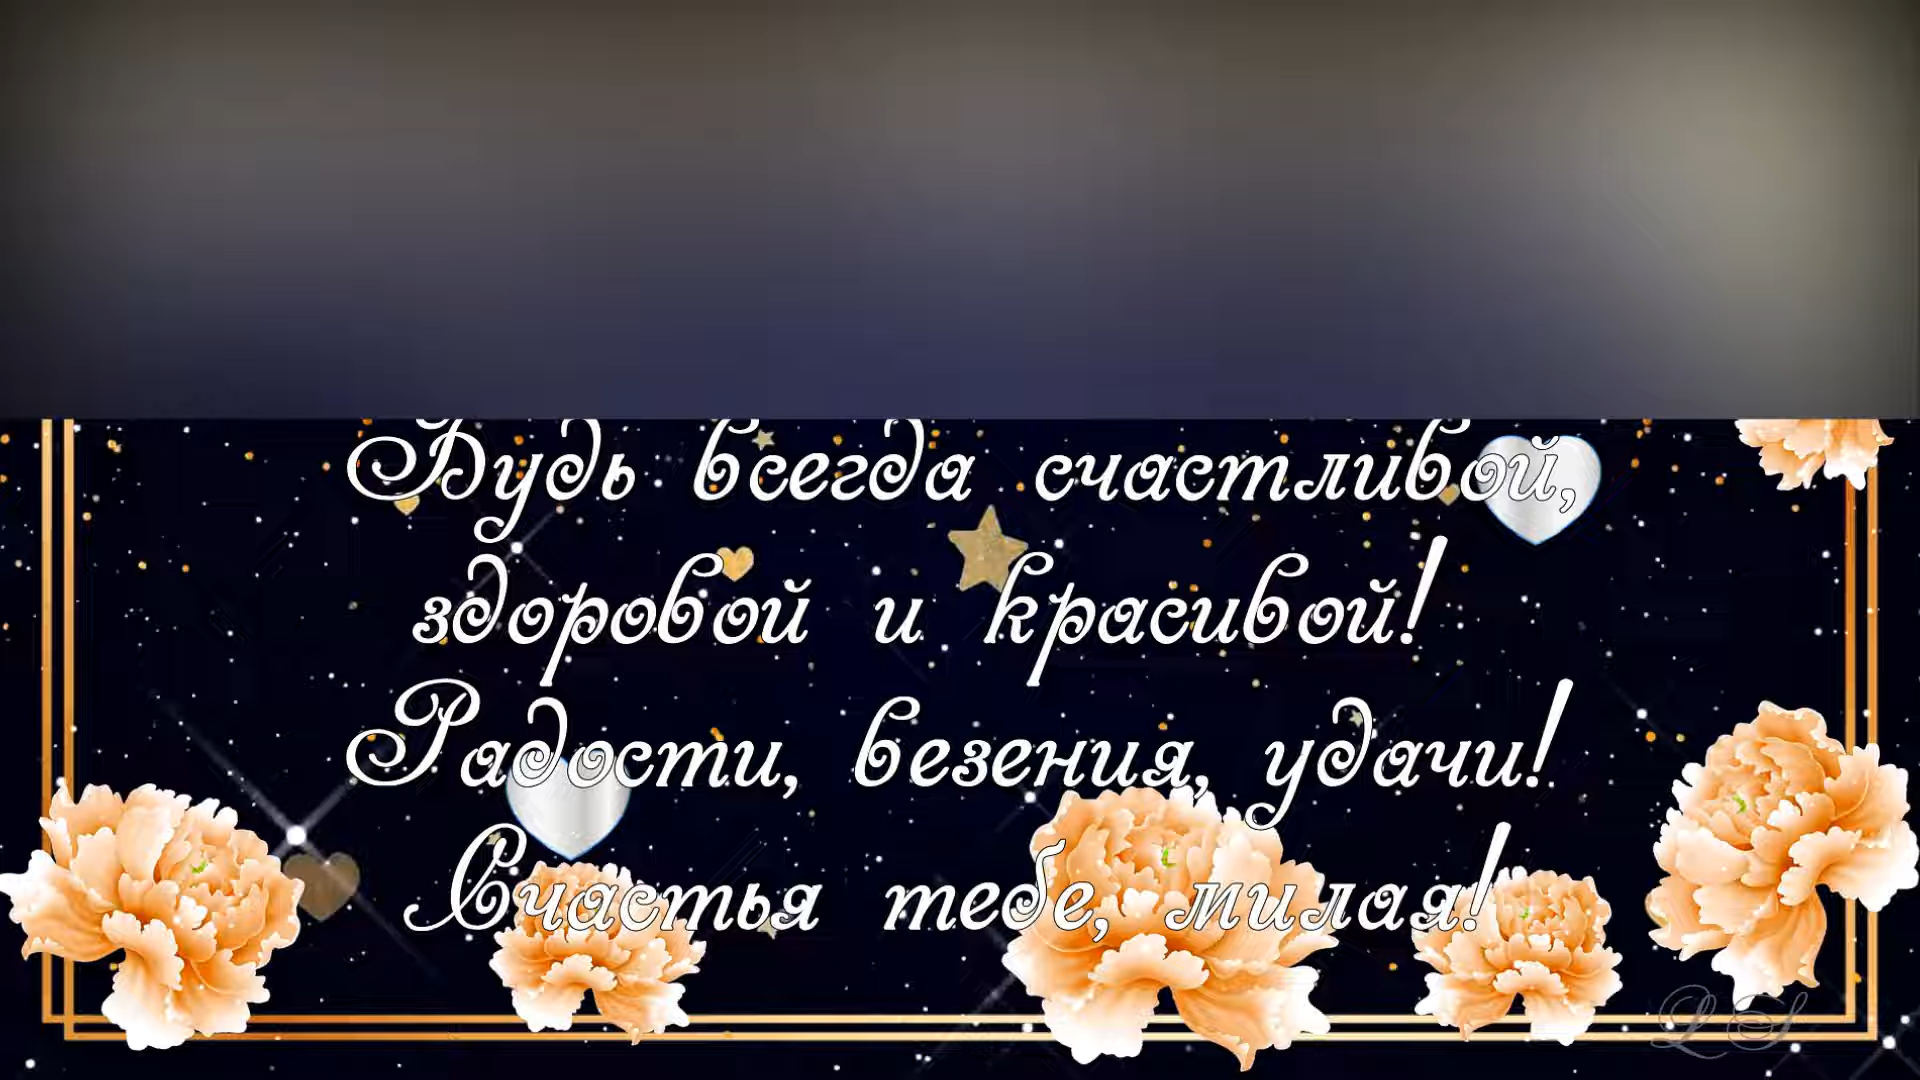 Будь всегда счастливой,
здоровой и красивой!
Радости, везения, удачи!
Счастья тебе, милая!
L S